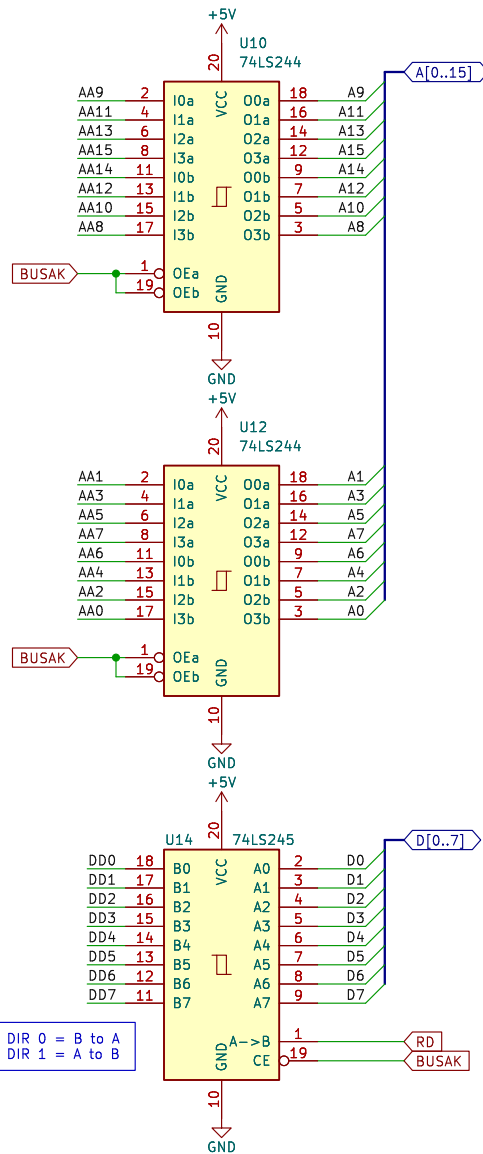 +5V
U10
74LS244
20
VCC
A[0..15]
AA9 2 I0a O0a 18 A9
AA11 4 I1a O1a 16 A11
AA13 6 I2a O2a 14 A13
AA15 8 I3a O3a 12 A15
AA14 11 I0b O0b 9 A14
AA12 13 I1b O1b 7 A12
AA10 15 I2b O2b 5 A10
AA8 17 I3b O3b 3 A8
BUSAK 1 OEa
19 OEb
GND
10
GND
+5V
U12
74LS244
20
VCC
AA1 2 I0a O0a 18 A1
AA3 4 I1a O1a 16 A3
AA5 6 I2a O2a 14 A5
AA7 8 I3a O3a 12 A7
AA6 11 I0b O0b 9 A6
AA4 13 I1b O1b 7 A4
AA2 15 I2b O2b 5 A2
AA0 17 I3b O3b 3 A0
BUSAK 1 OEa
19 OEb
GND
10
GND
+5V
20
U14 74LS245
VCC
D[0..7]
DD0 18 B0 A0 2 D0
DD1 17 B1 A1 3 D1
DD2 16 B2 A2 4 D2
DD3 15 B3 A3 5 D3
DD4 14 B4 A4 6 D4
DD5 13 B5 A5 7 D5
DD6 12 B6 A6 8 D6
DD7 11 B7 A7 9 D7
DIR 0 = B to A
DIR 1 = A to B
A->B 1 RD
CE 19 BUSAK
GND
10
GND